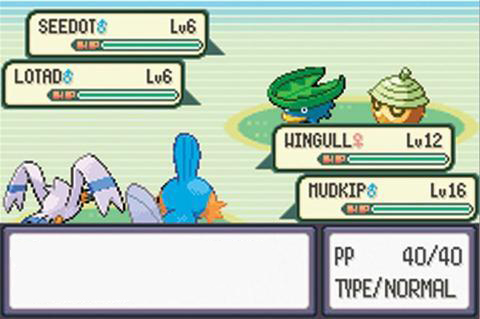 SEEDOT♂ Lv6
HP
LOTAD♂ Lv6
HP
WINGULL♀ Lv12
HP
MUDKIP♂ Lv16
HP
PP 40/40
TYPE/NORMAL